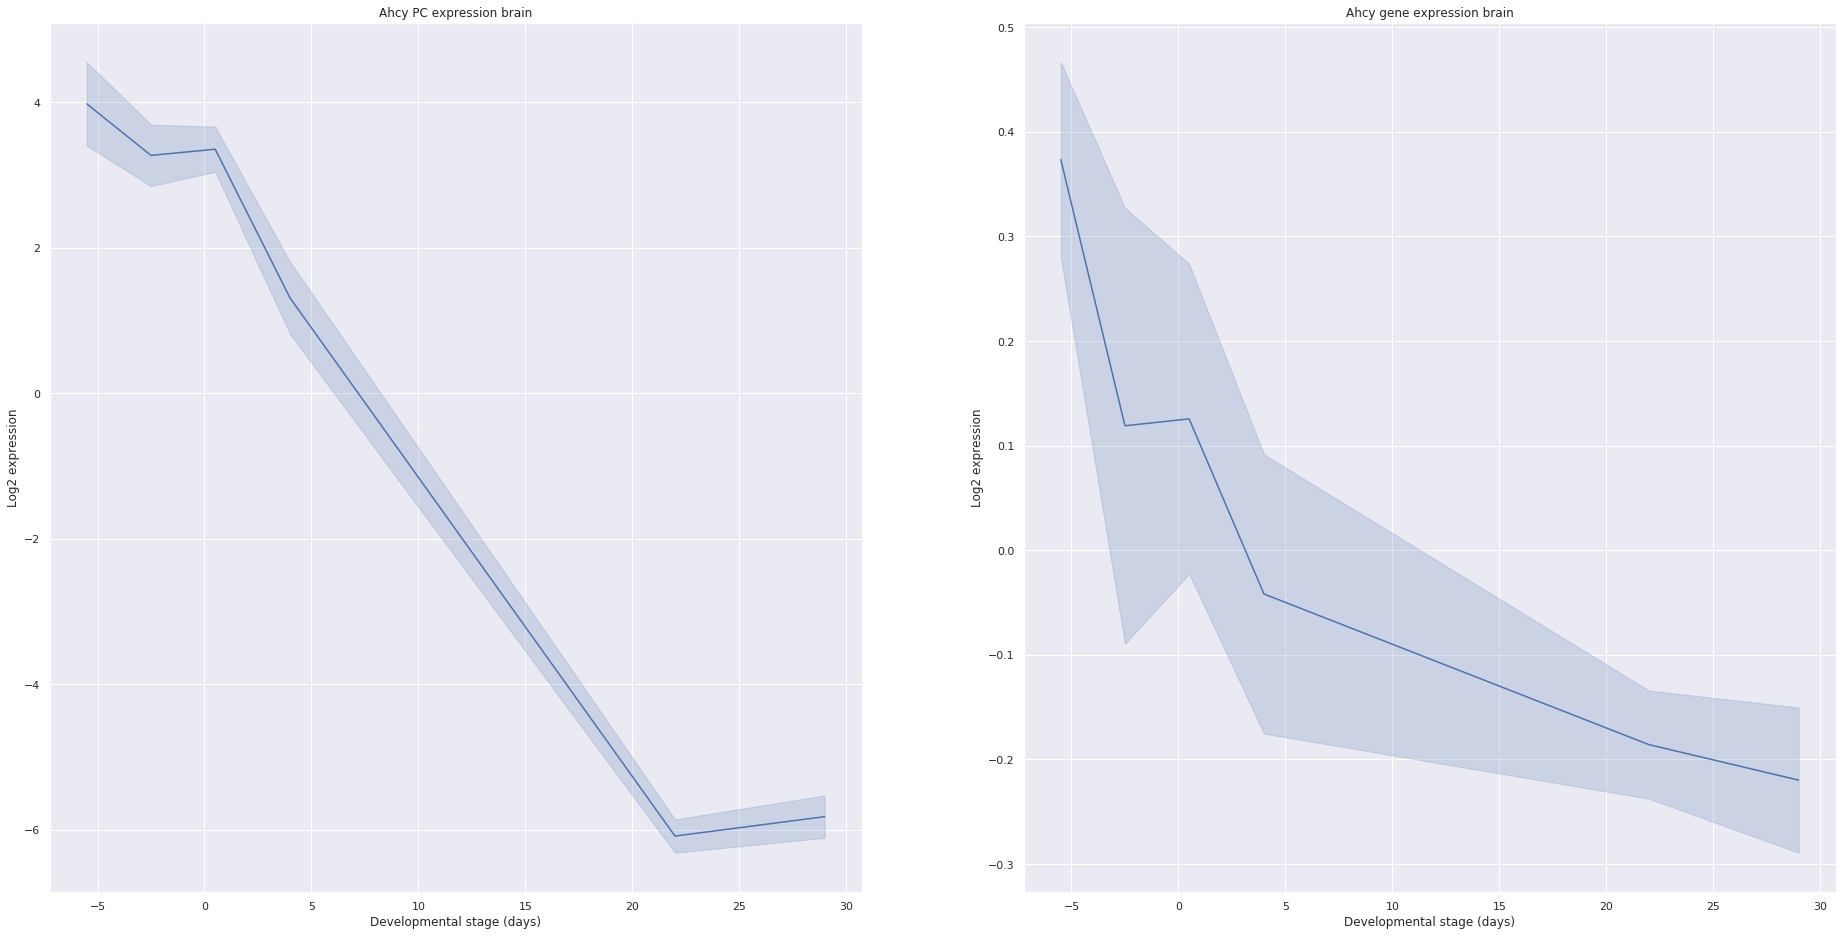 Ahcy PC expression brain
Log2 expression
4
2
0
−2
−4
−6
−5 0 5 10 15 20 25 30
Developmental stage (days)
Ahcy gene expression brain
Log2 expression
0.5
0.4
0.3
0.2
0.1
0.0
−0.1
−0.2
−0.3
−5 0 5 10 15 20 25 30
Developmental stage (days)